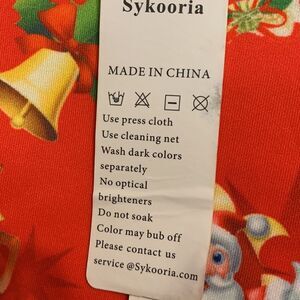 Sykooria
MADE IN CHINA
Use press cloth
Use cleaning net
Wash dark colors
separately
No optical
brighteners
Do not soak
Color may bub off
Please contact us
service @Sykooria.com